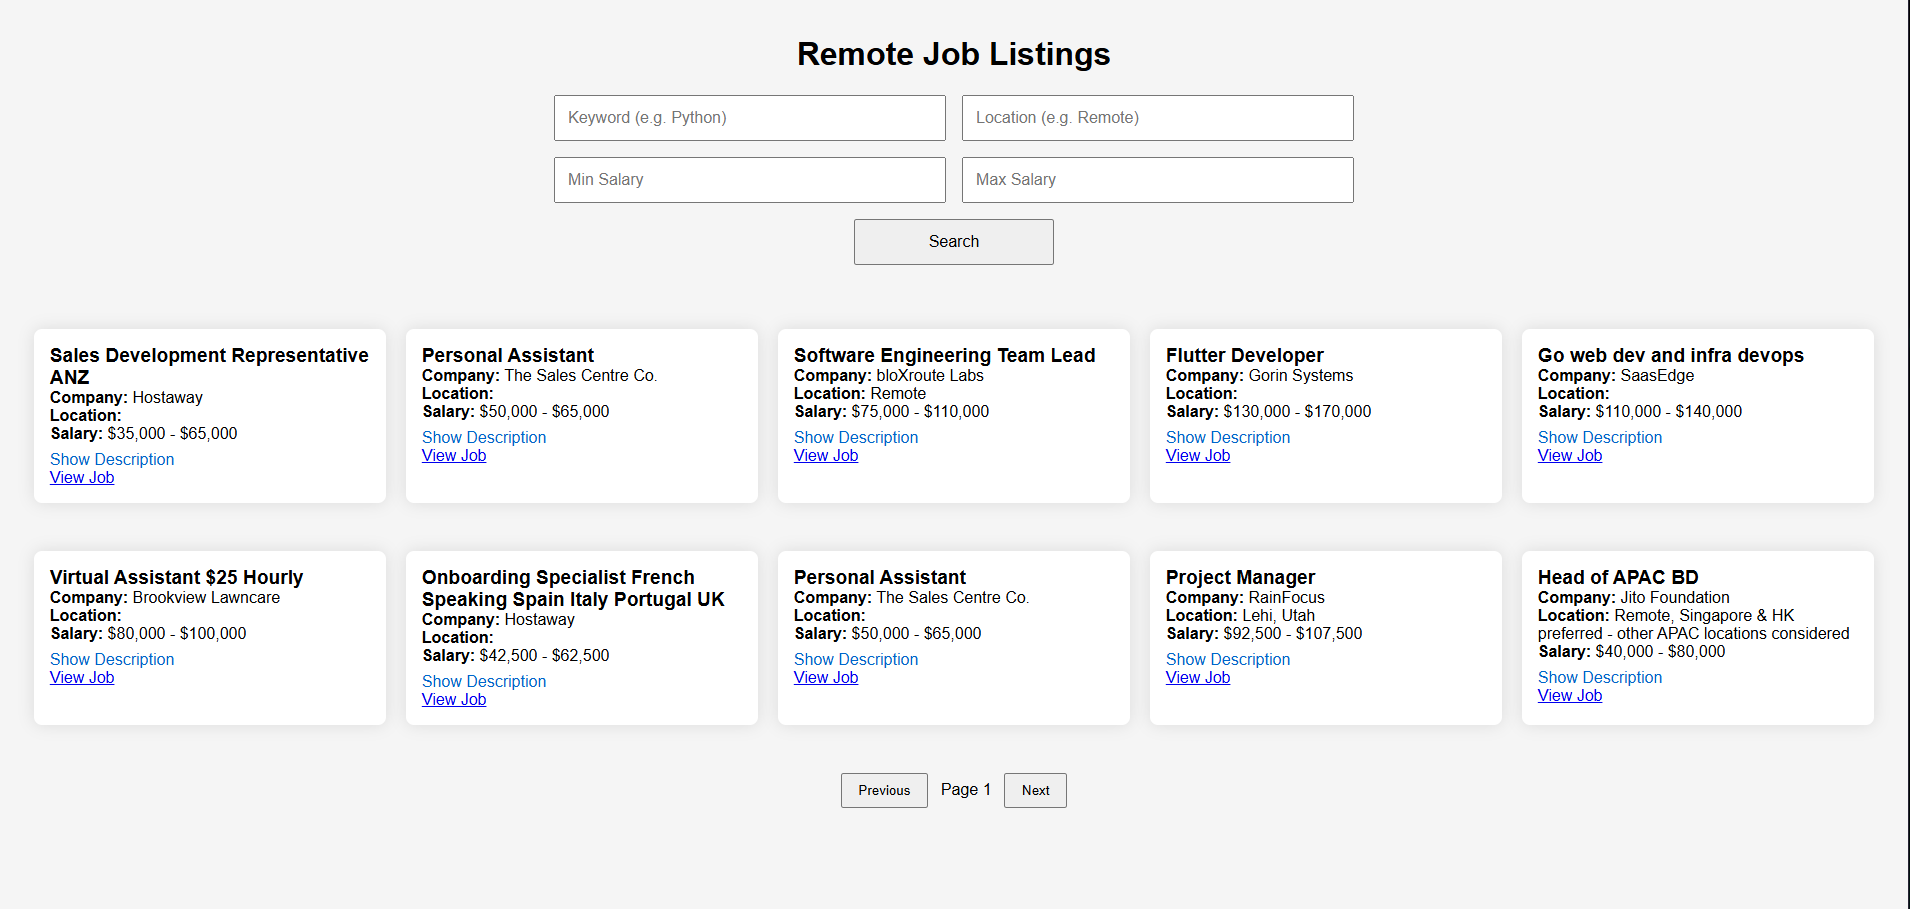 Remote Job Listings
Keyword (e.g. Python)
Location (e.g. Remote)
Min Salary
Max Salary
Search
Sales Development Representative
ANZ
Company: Hostaway
Location:
Salary: $35,000 - $65,000
Show Description
View Job
Personal Assistant
Company: The Sales Centre Co.
Location:
Salary: $50,000 - $65,000
Show Description
View Job
Software Engineering Team Lead
Company: bloXroute Labs
Location: Remote
Salary: $75,000 - $110,000
Show Description
View Job
Flutter Developer
Company: Gorin Systems
Location:
Salary: $130,000 - $170,000
Show Description
View Job
Go web dev and infra devops
Company: SaasEdge
Location:
Salary: $110,000 - $140,000
Show Description
View Job
Virtual Assistant $25 Hourly
Company: Brookview Lawncare
Location:
Salary: $80,000 - $100,000
Show Description
View Job
Onboarding Specialist French
Speaking Spain Italy Portugal UK
Company: Hostaway
Location:
Salary: $42,500 - $62,500
Show Description
View Job
Personal Assistant
Company: The Sales Centre Co.
Location:
Salary: $50,000 - $65,000
Show Description
View Job
Project Manager
Company: RainFocus
Location: Lehi, Utah
Salary: $92,500 - $107,500
Show Description
View Job
Head of APAC BD
Company: Jito Foundation
Location: Remote, Singapore & HK
preferred - other APAC locations considered
Salary: $40,000 - $80,000
Show Description
View Job
Previous
Page 1
Next